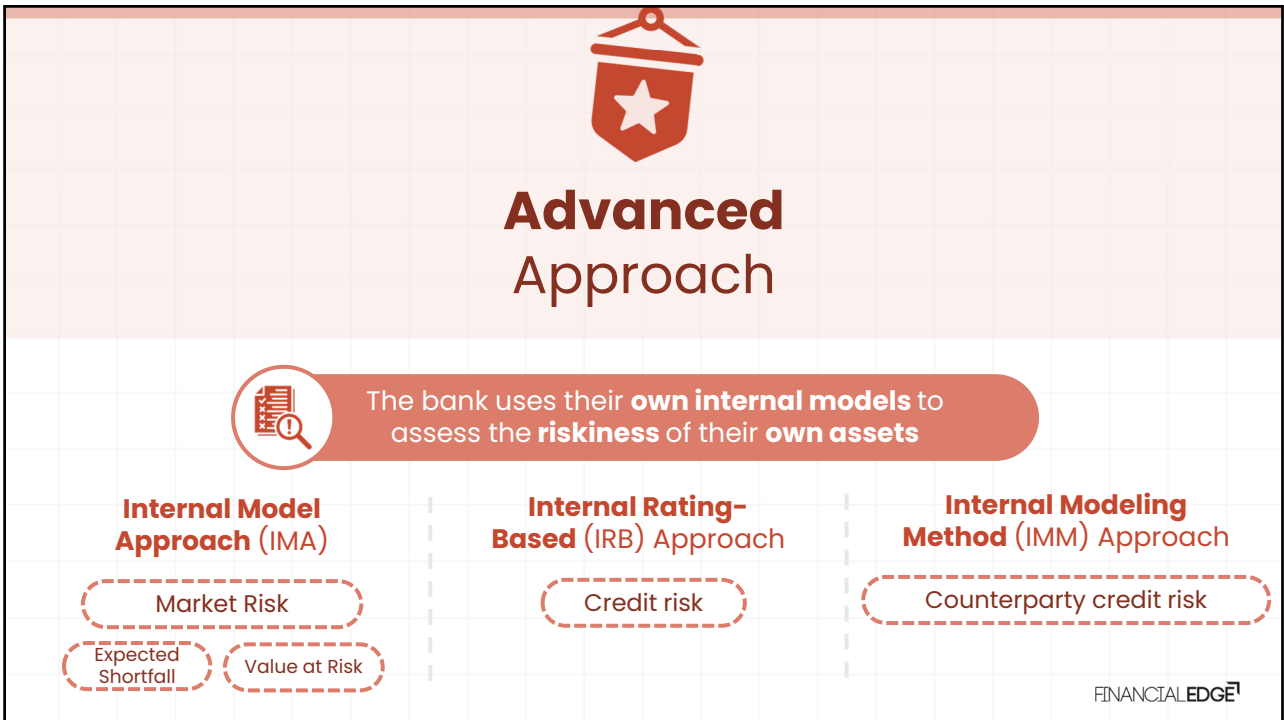 Advanced
Approach
The bank uses their own internal models to
assess the riskiness of their own assets
Internal Model
Approach (IMA)
Market Risk
Expected
Shortfall
Value at Risk
Internal Rating-
Based (IRB) Approach
Credit risk
Internal Modeling
Method (IMM) Approach
Counterparty credit risk
FINANCIALEDGE